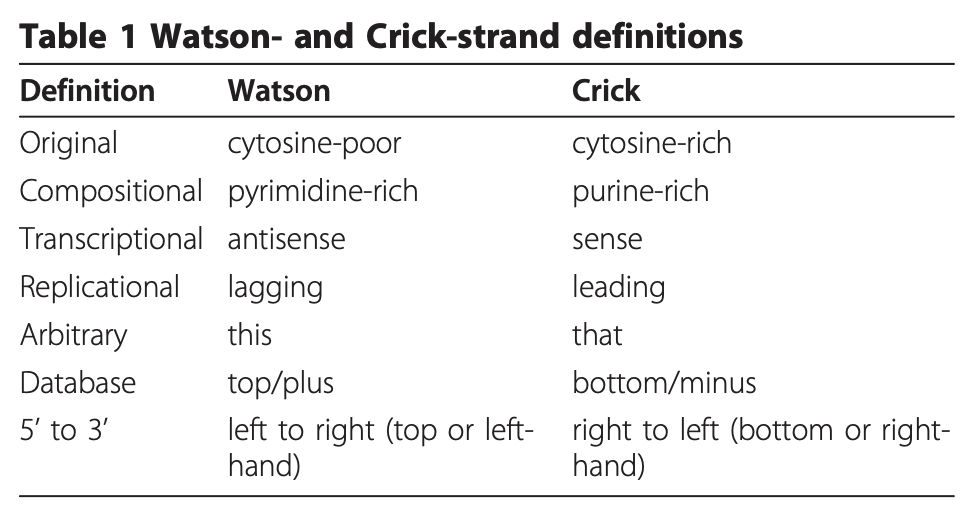 Table 1 Watson- and Crick-strand definitions
Definition Watson Crick
Original cytosine-poor cytosine-rich
Compositional pyrimidine-rich purine-rich
Transcriptional antisense sense
Replicational lagging leading
Arbitrary this that
Database top/plus bottom/minus
5′ to 3′ left to right (top or left- right to left (bottom or right-
hand) hand)